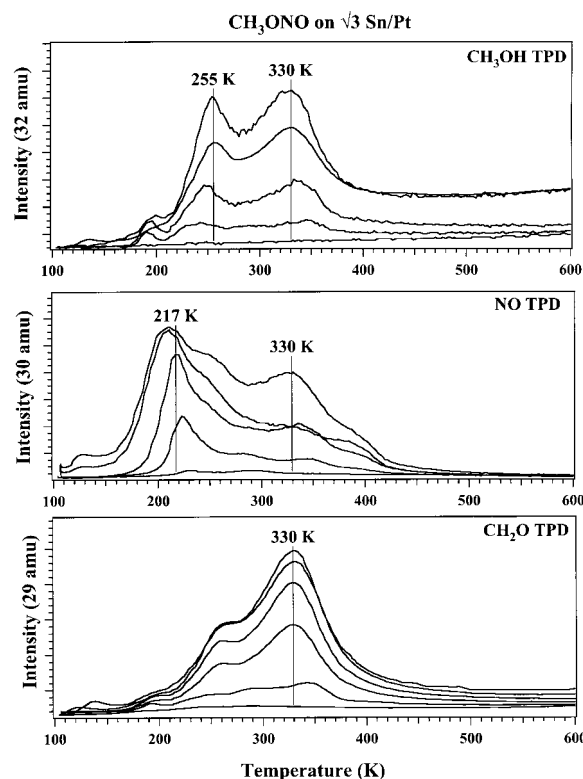 CH₃ONO on √3 Sn/Pt
CH₃OH TPD
255 K
330 K
Intensity (32 amu)
100 200 300 400 500 600
NO TPD
217 K
330 K
Intensity (30 amu)
100 200 300 400 500 600
CH₂O TPD
330 K
Intensity (29 amu)
100 200 300 400 500 600
Temperature (K)